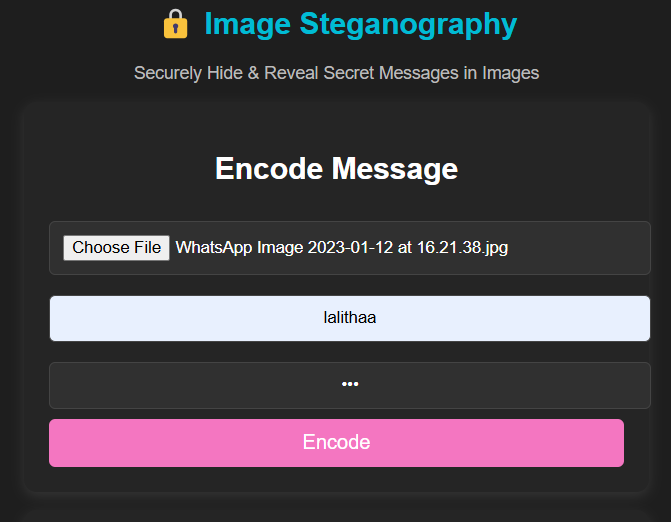 🔒 Image Steganography
Securely Hide & Reveal Secret Messages in Images
Encode Message
Choose File WhatsApp Image 2023-01-12 at 16.21.38.jpg
lalithaa
•••
Encode